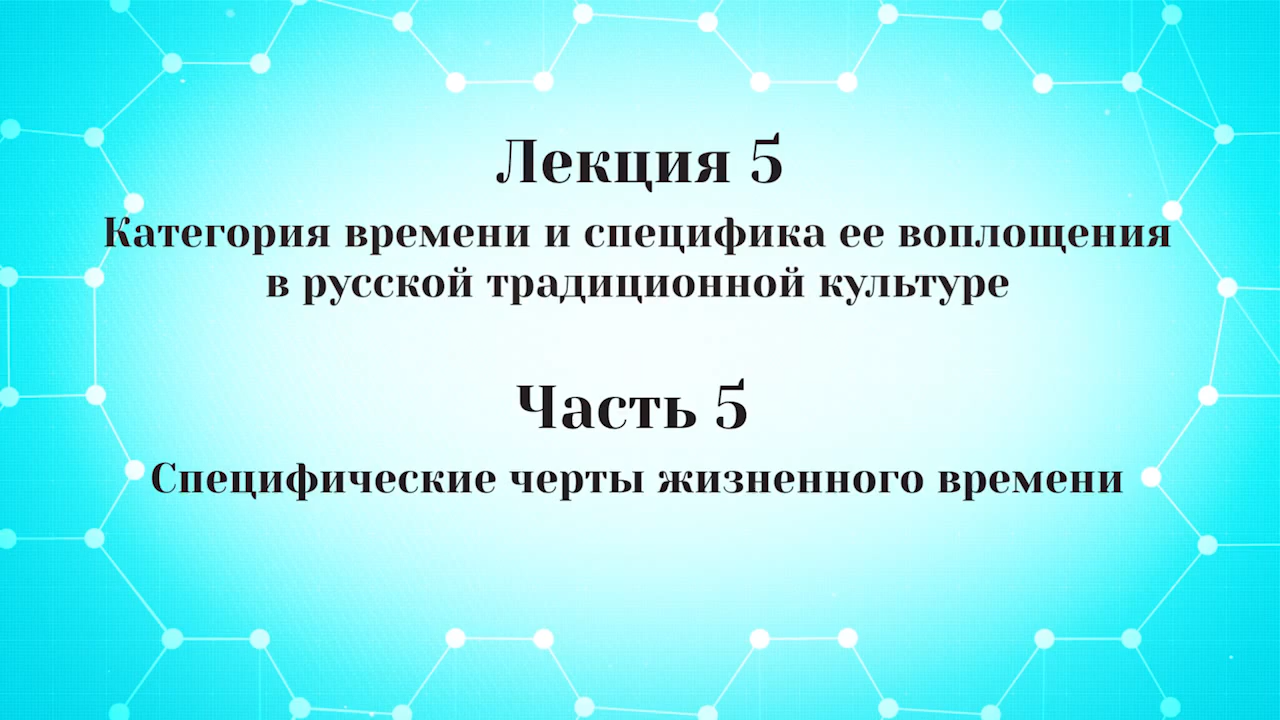 Лекция 5
Категория времени и специфика ее воплощения
в русской традиционной культуре
Часть 5
Специфические черты жизненного времени